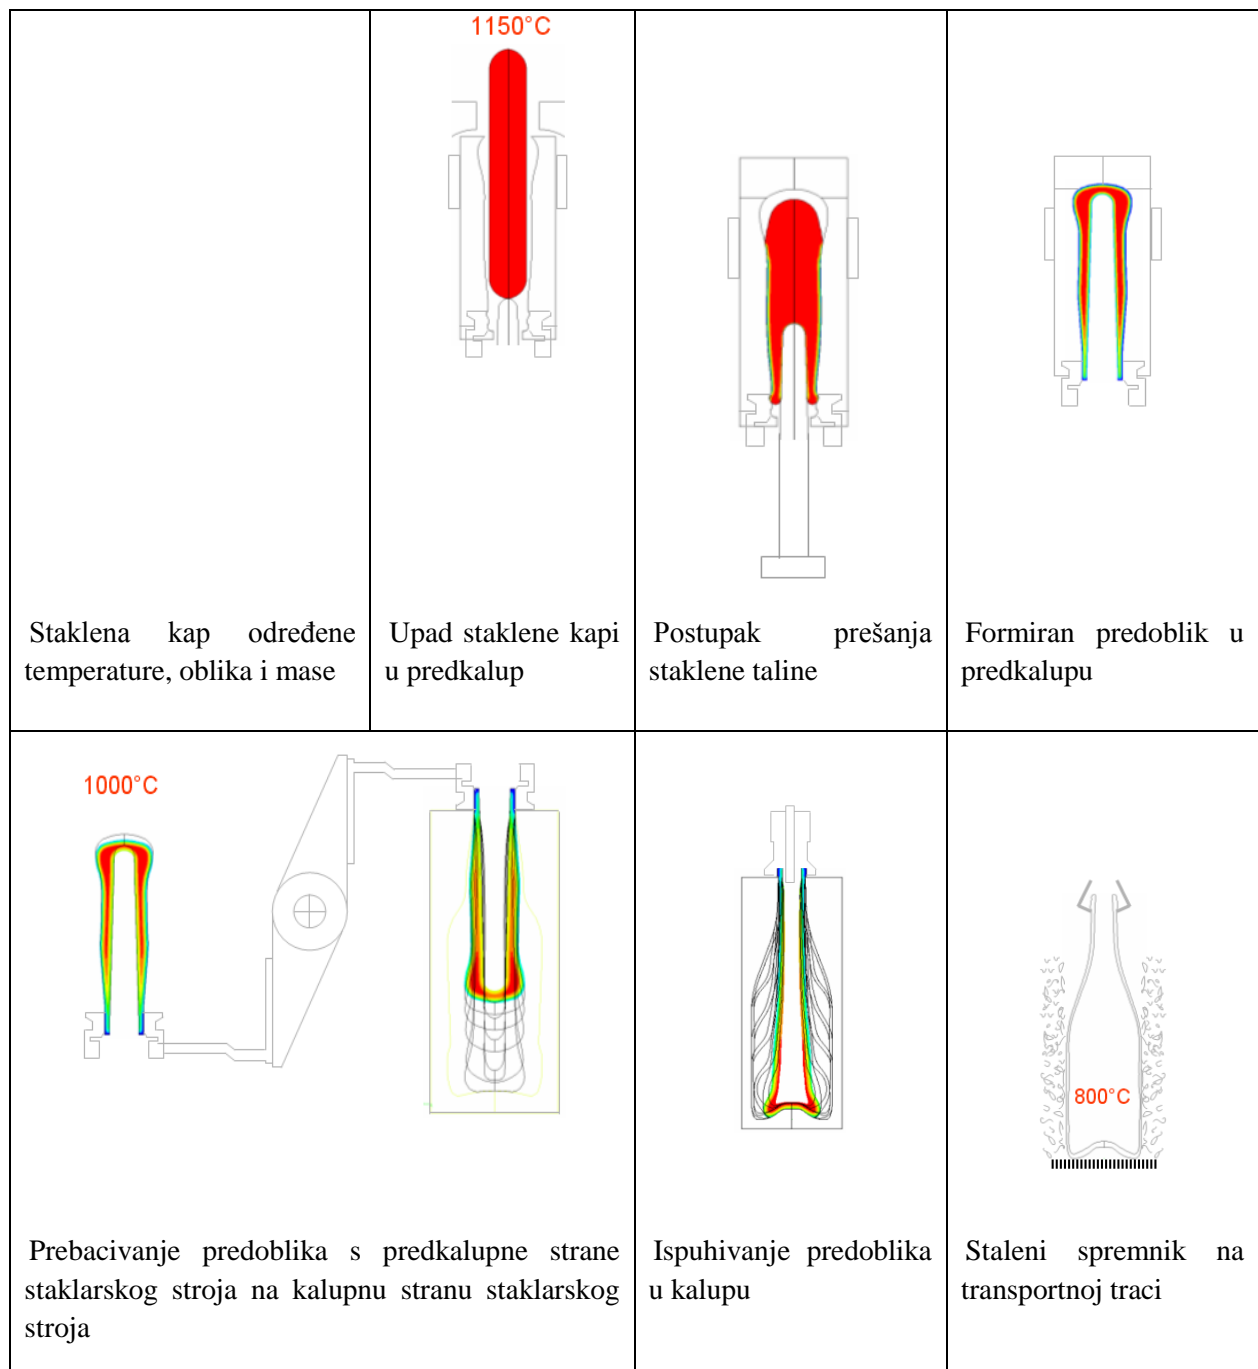 1150°C
Staklena kap određene
temperature, oblika i mase
Upad staklene kapi
u predkalup
Postupak prešanja
staklene taline
Formiran predoblik u
predkalupu
1000°C
Prebacivanje predoblika s predkalupne strane
staklarskog stroja na kalupnu stranu staklarskog
stroja
Ispuhivanje predoblika
u kalupu
800°C
Staleni spremnik na
transportnoj traci